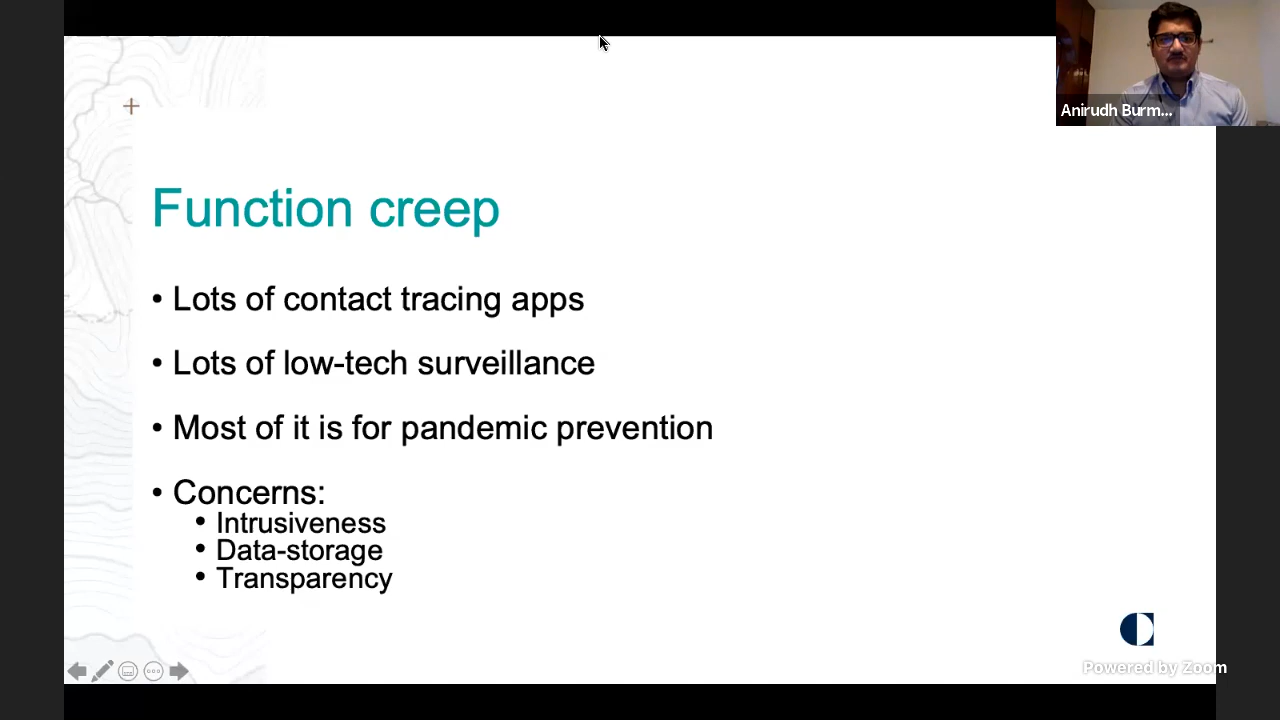 Anirudh Burm...
Function creep
• Lots of contact tracing apps
• Lots of low-tech surveillance
• Most of it is for pandemic prevention
• Concerns:
• Intrusiveness
• Data-storage
• Transparency
Powered by Zoom